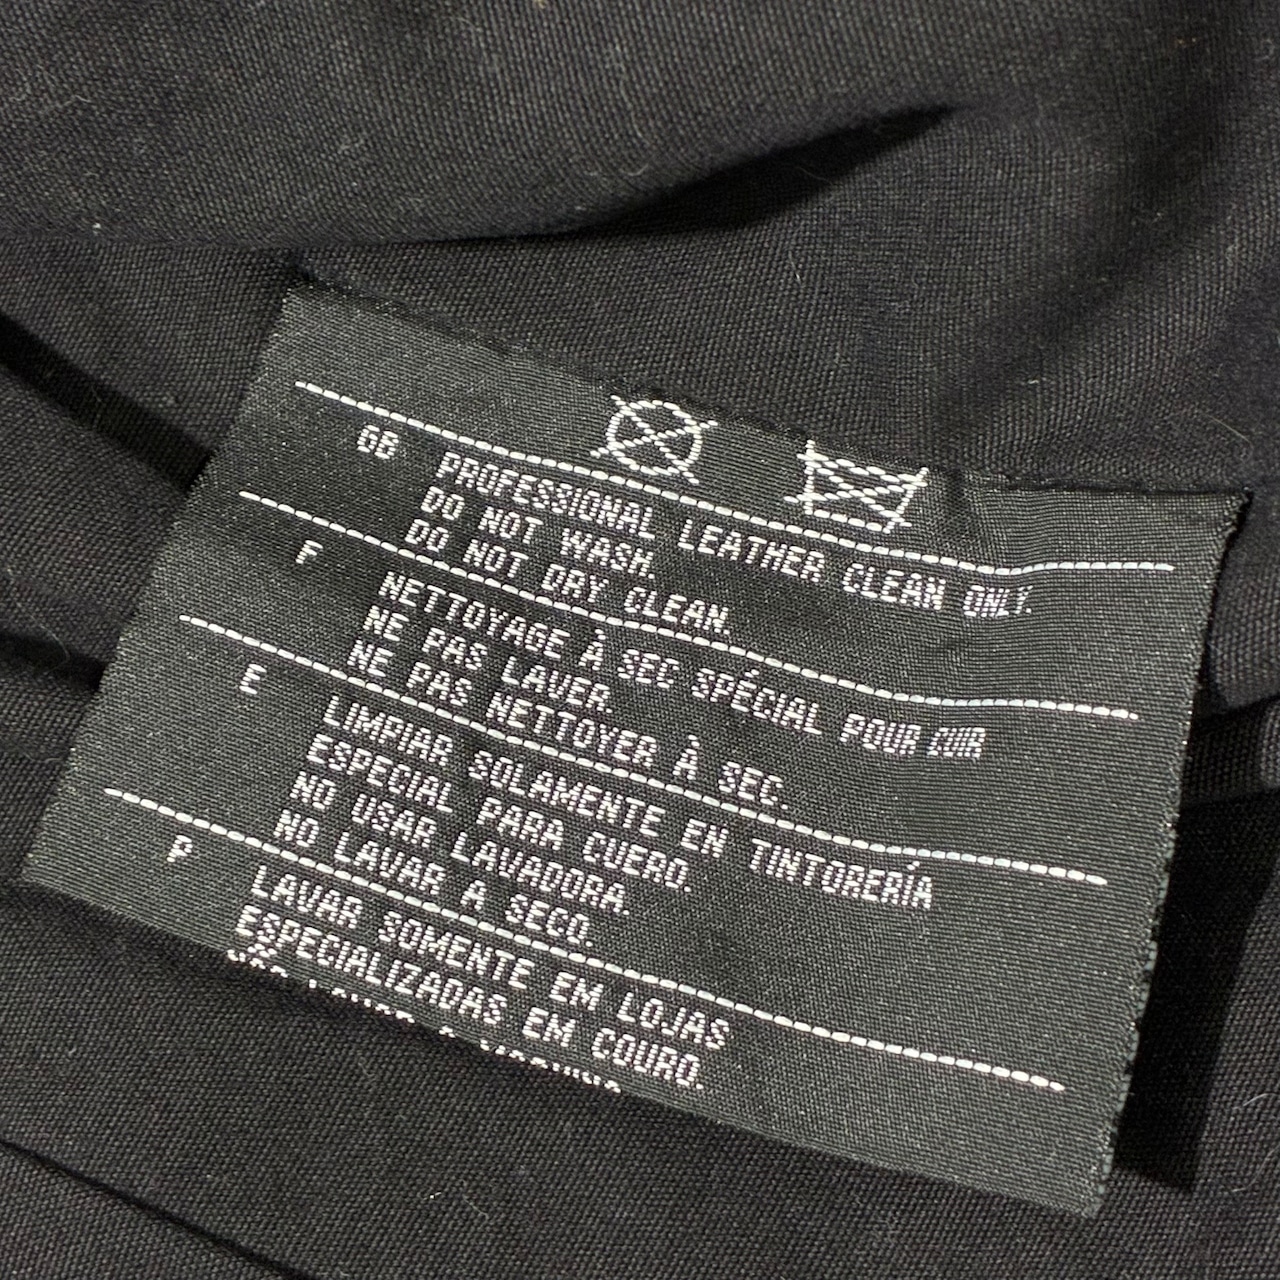 GB PROFESSIONAL LEATHER CLEAN ONLY.
DO NOT WASH.
DO NOT DRY CLEAN.
F NETTOYAGE À SEC SPÉCIAL POUR CUIR
NE PAS LAVER.
NE PAS NETTOYER À SEC.
E LIMPIAR SOLAMENTE EN TINTORERÍA
ESPECIAL PARA CUERO.
NO USAR LAVADORA.
NO LAVAR A SECO.
P LAVAR SOMENTE EM LOJAS
ESPECIALIZADAS EM COURO.